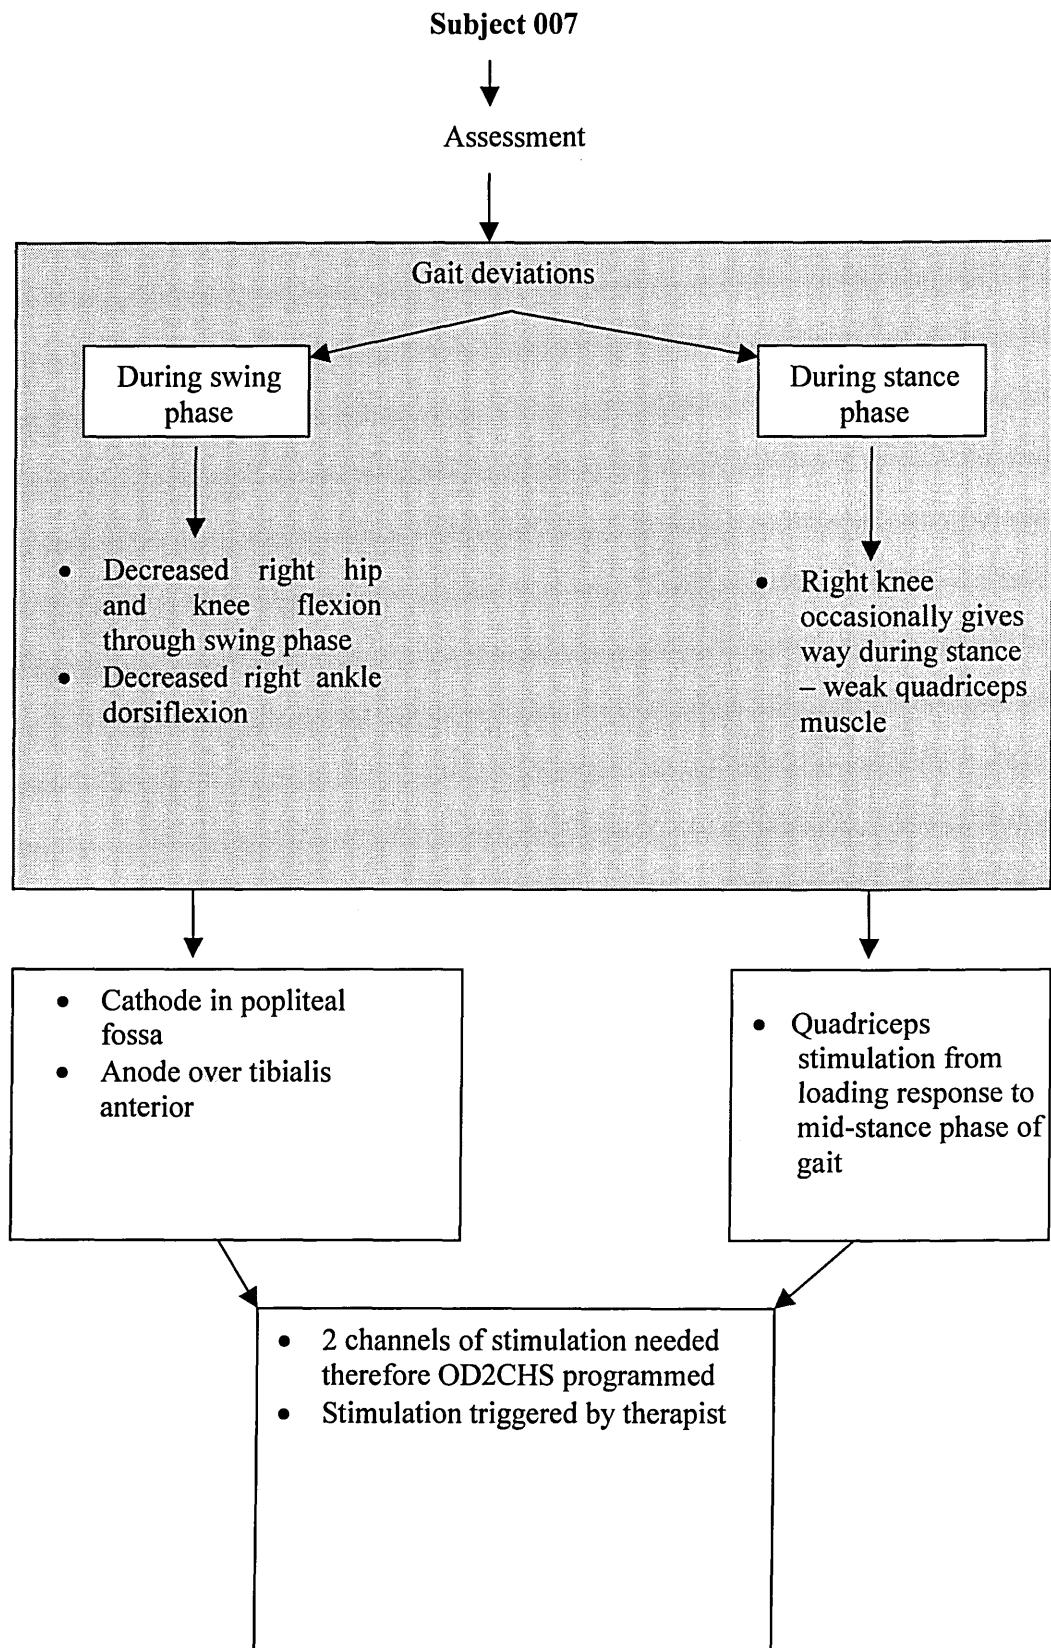 Subject 007
Assessment
Gait deviations
During swing
phase
During stance
phase
• Decreased right hip
and knee flexion
through swing phase
• Decreased right ankle
dorsiflexion
• Right knee
occasionally gives
way during stance
– weak quadriceps
muscle
• Cathode in popliteal
fossa
• Anode over tibialis
anterior
• Quadriceps
stimulation from
loading response to
mid-stance phase of
gait
• 2 channels of stimulation needed
therefore OD2CHS programmed
• Stimulation triggered by therapist